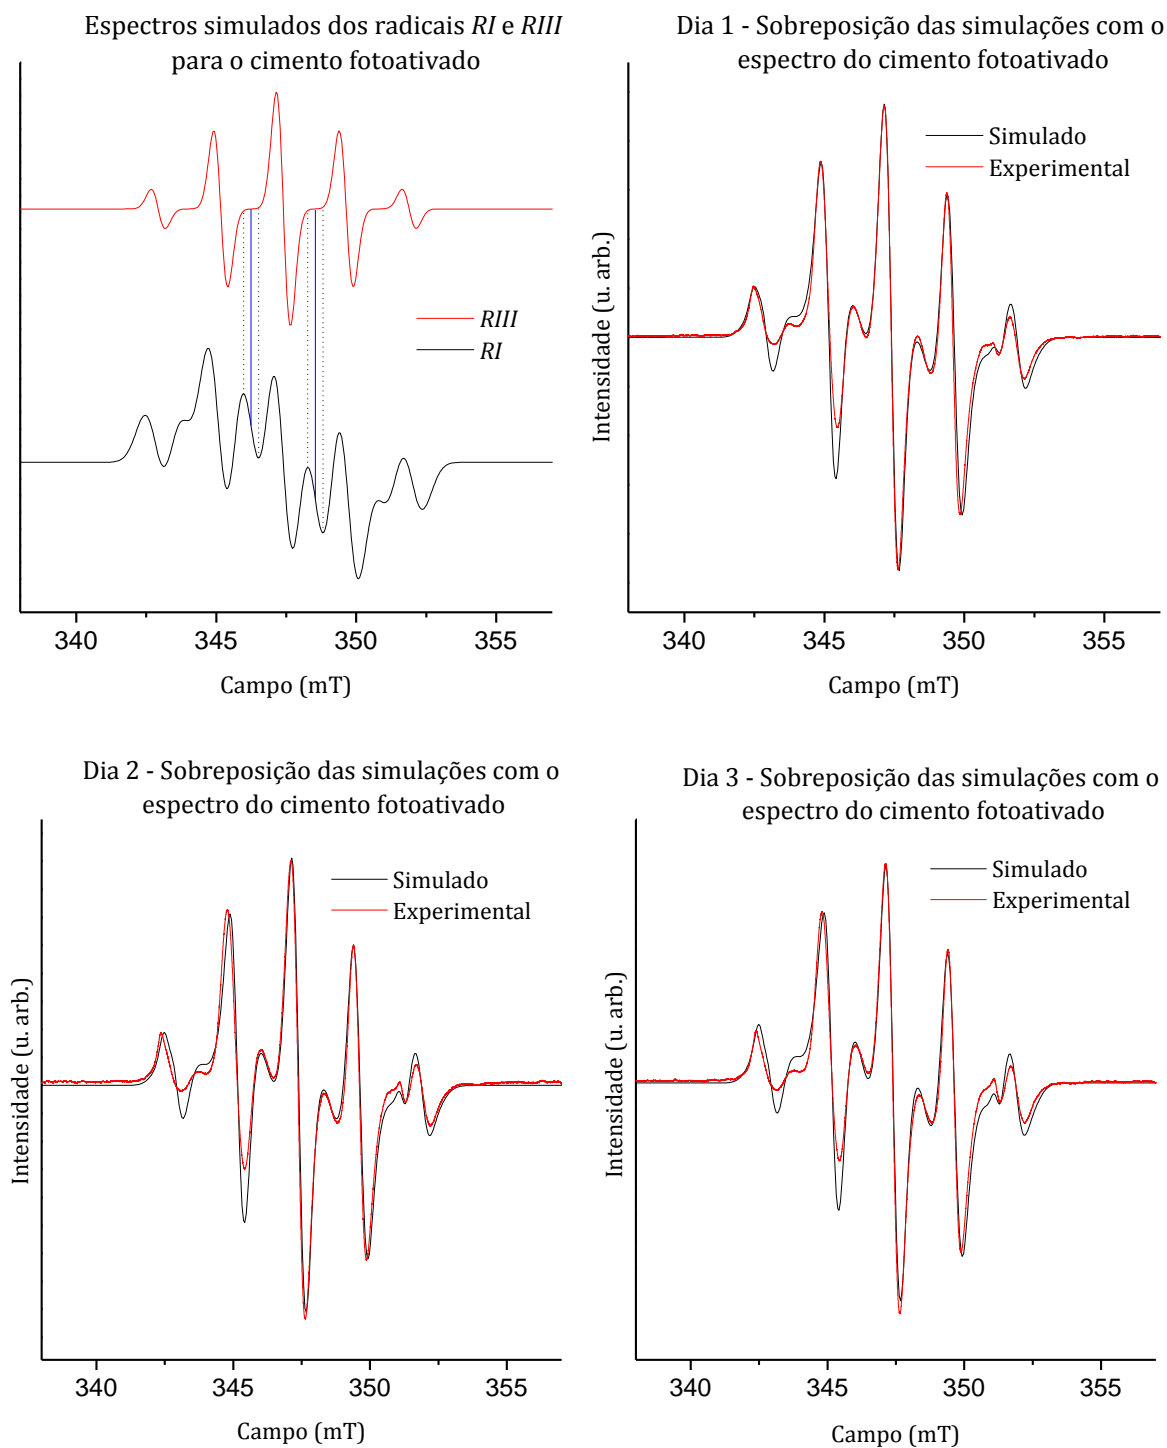 Espectros simulados dos radicais RI e RIII
para o cimento fotoativado
RIII
RI
340
345
350
355
Campo (mT)
Dia 1 - Sobreposição das simulações com o
espectro do cimento fotoativado
Simulado
Experimental
Intensidade (u. arb.)
340
345
350
355
Campo (mT)
Dia 2 - Sobreposição das simulações com o
espectro do cimento fotoativado
Simulado
Experimental
Intensidade (u. arb.)
340
345
350
355
Campo (mT)
Dia 3 - Sobreposição das simulações com o
espectro do cimento fotoativado
Simulado
Experimental
Intensidade (u. arb.)
340
345
350
355
Campo (mT)